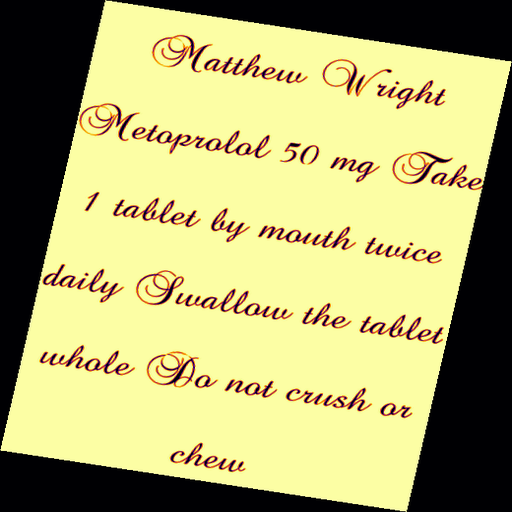 Matthew Wright
Metoprolol 50 mg Take
1 tablet by mouth twice
daily Swallow the tablet
whole Do not crush or
chew